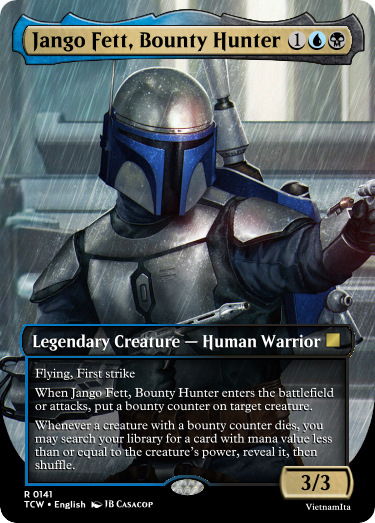 Jango Fett, Bounty Hunter 1
Legendary Creature — Human Warrior
Flying, First strike
When Jango Fett, Bounty Hunter enters the battlefield
or attacks, put a bounty counter on target creature.
Whenever a creature with a bounty counter dies, you
may search your library for a card with mana value less
than or equal to the creature's power, reveal it, then
shuffle.
3/3
R 0141
TCW • English JB Casacop
VietnamIta